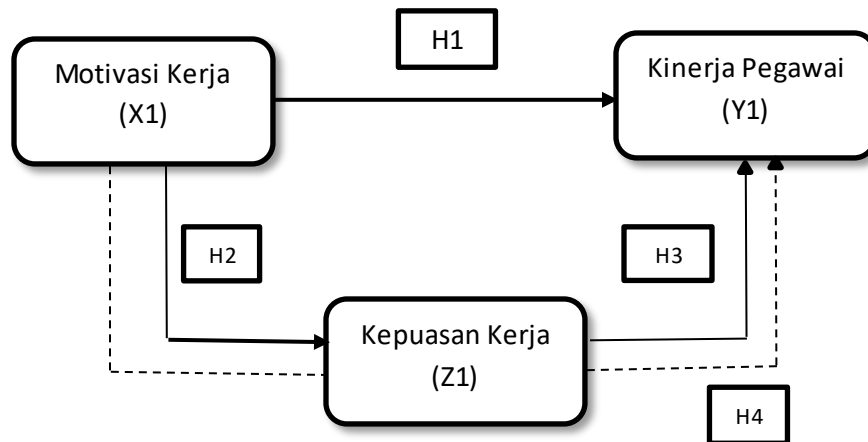 H1
Motivasi Kerja
(X1)
Kinerja Pegawai
(Y1)
H2
H3
Kepuasan Kerja
(Z1)
H4